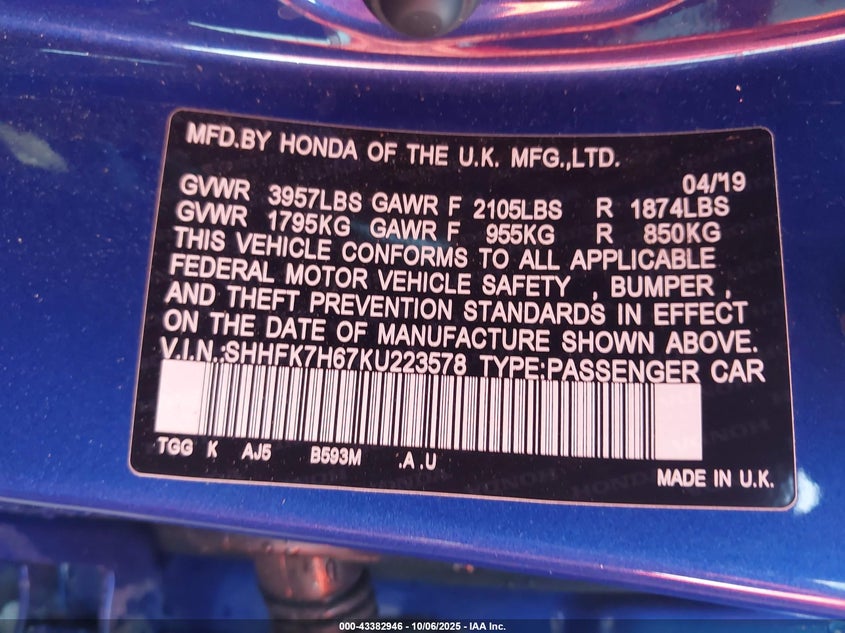 MFD.BY HONDA OF THE U.K. MFG.,LTD.
04/'19
GVWR 3957LBS GAWR F 2105LBS R 1874LBS
GVWR 1795KG GAWR F 955KG R 850KG
THIS VEHICLE CONFORMS TO ALL APPLICABLE
FEDERAL MOTOR VEHICLE SAFETY , BUMPER ,
AND THEFT PREVENTION STANDARDS IN EFFECT
ON THE DATE OF MANUFACTURE SHOWN ABOVE.
V.I.N.:SHHFK7H67KU223578 TYPE:PASSENGER CAR
TGG K AJ5 B593M .A .U
HONDA
MADE IN U.K.
000-43382946 - 10/06/2025 - IAA Inc.